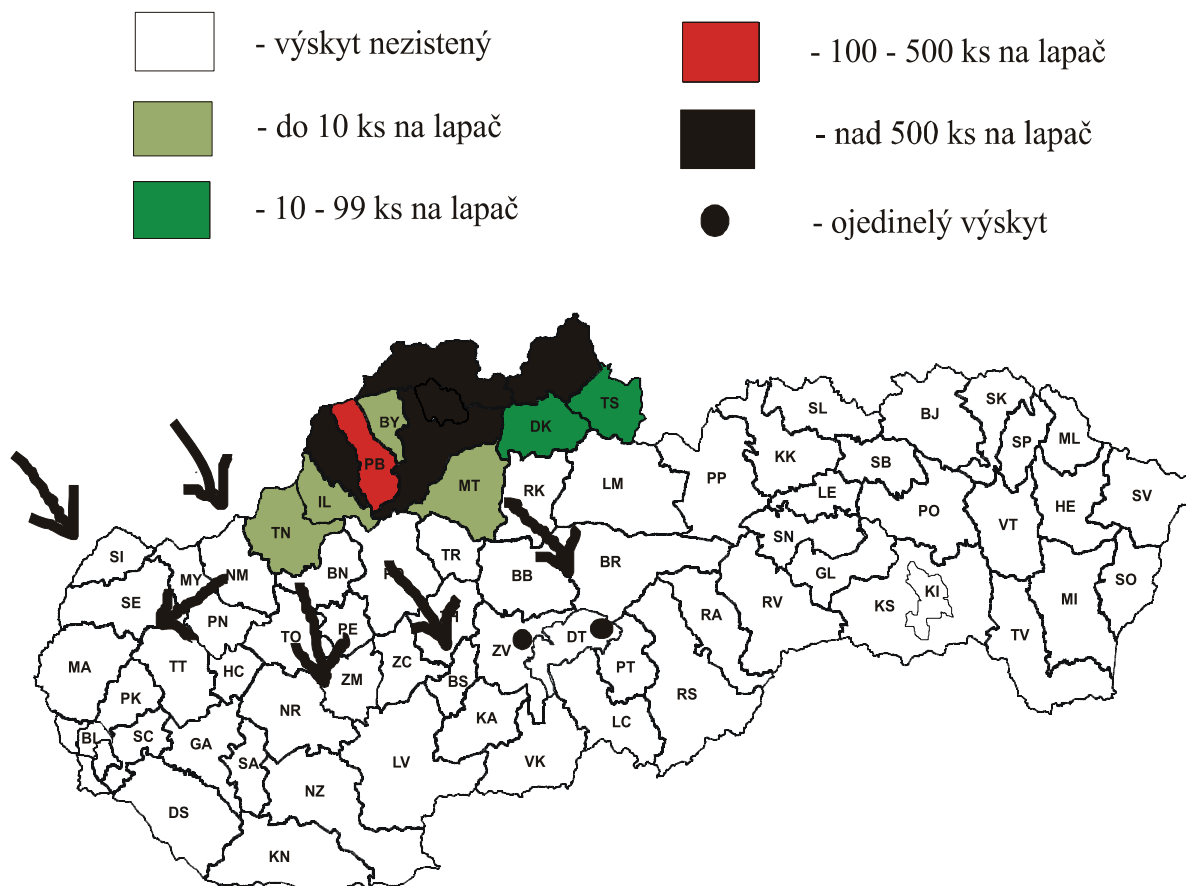 - výskyt nezistený
- do 10 ks na lapač
- 10 - 99 ks na lapač
- 100 - 500 ks na lapač
- nad 500 ks na lapač
- ojedinelý výskyt
BY
TS
DK
PB
MT
IL
TN
SL
BJ
SK
SP
ML
KK
SB
PP
LM
RK
LE
PO
VT
HE
SV
SI
MY
NM
BN
TR
BB
BR
SN
GL
SE
PN
TO
PE
ZV
DT
RA
RV
KS
KI
MI
SO
TV
MA
TT
HC
ZM
ZC
BS
PT
PK
NR
KA
LC
RS
BL
SC
GA
SA
LV
VK
DS
NZ
KN